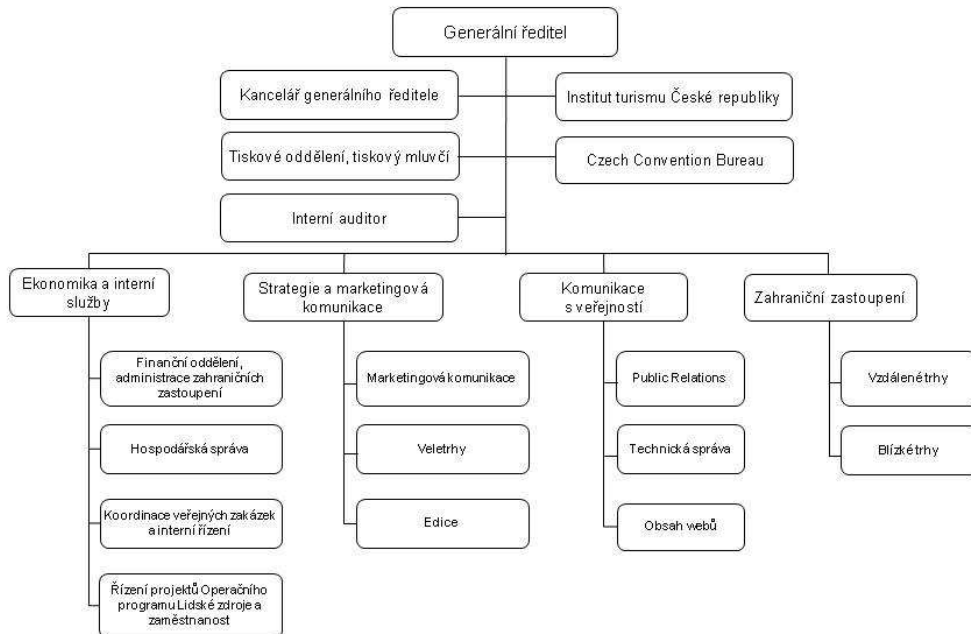 Generální ředitel
Kancelář generálního ředitele
Institut turismu České republiky
Tiskové oddělení, tiskový mluvčí
Czech Convention Bureau
Interní auditor
Ekonomika a interní
služby
Strategie a marketingová
komunikace
Komunikace
s veřejností
Zahraniční zastoupení
Finanční oddělení,
administrace zahraničních
zastoupení
Marketingová komunikace
Public Relations
Vzdálené trhy
Hospodářská správa
Veletrhy
Technická správa
Blízké trhy
Koordinace veřejných zakázek
a interní řízení
Edice
Obsah webů
Řízení projektů Operačního
programu Lidské zdroje a
zaměstnanost